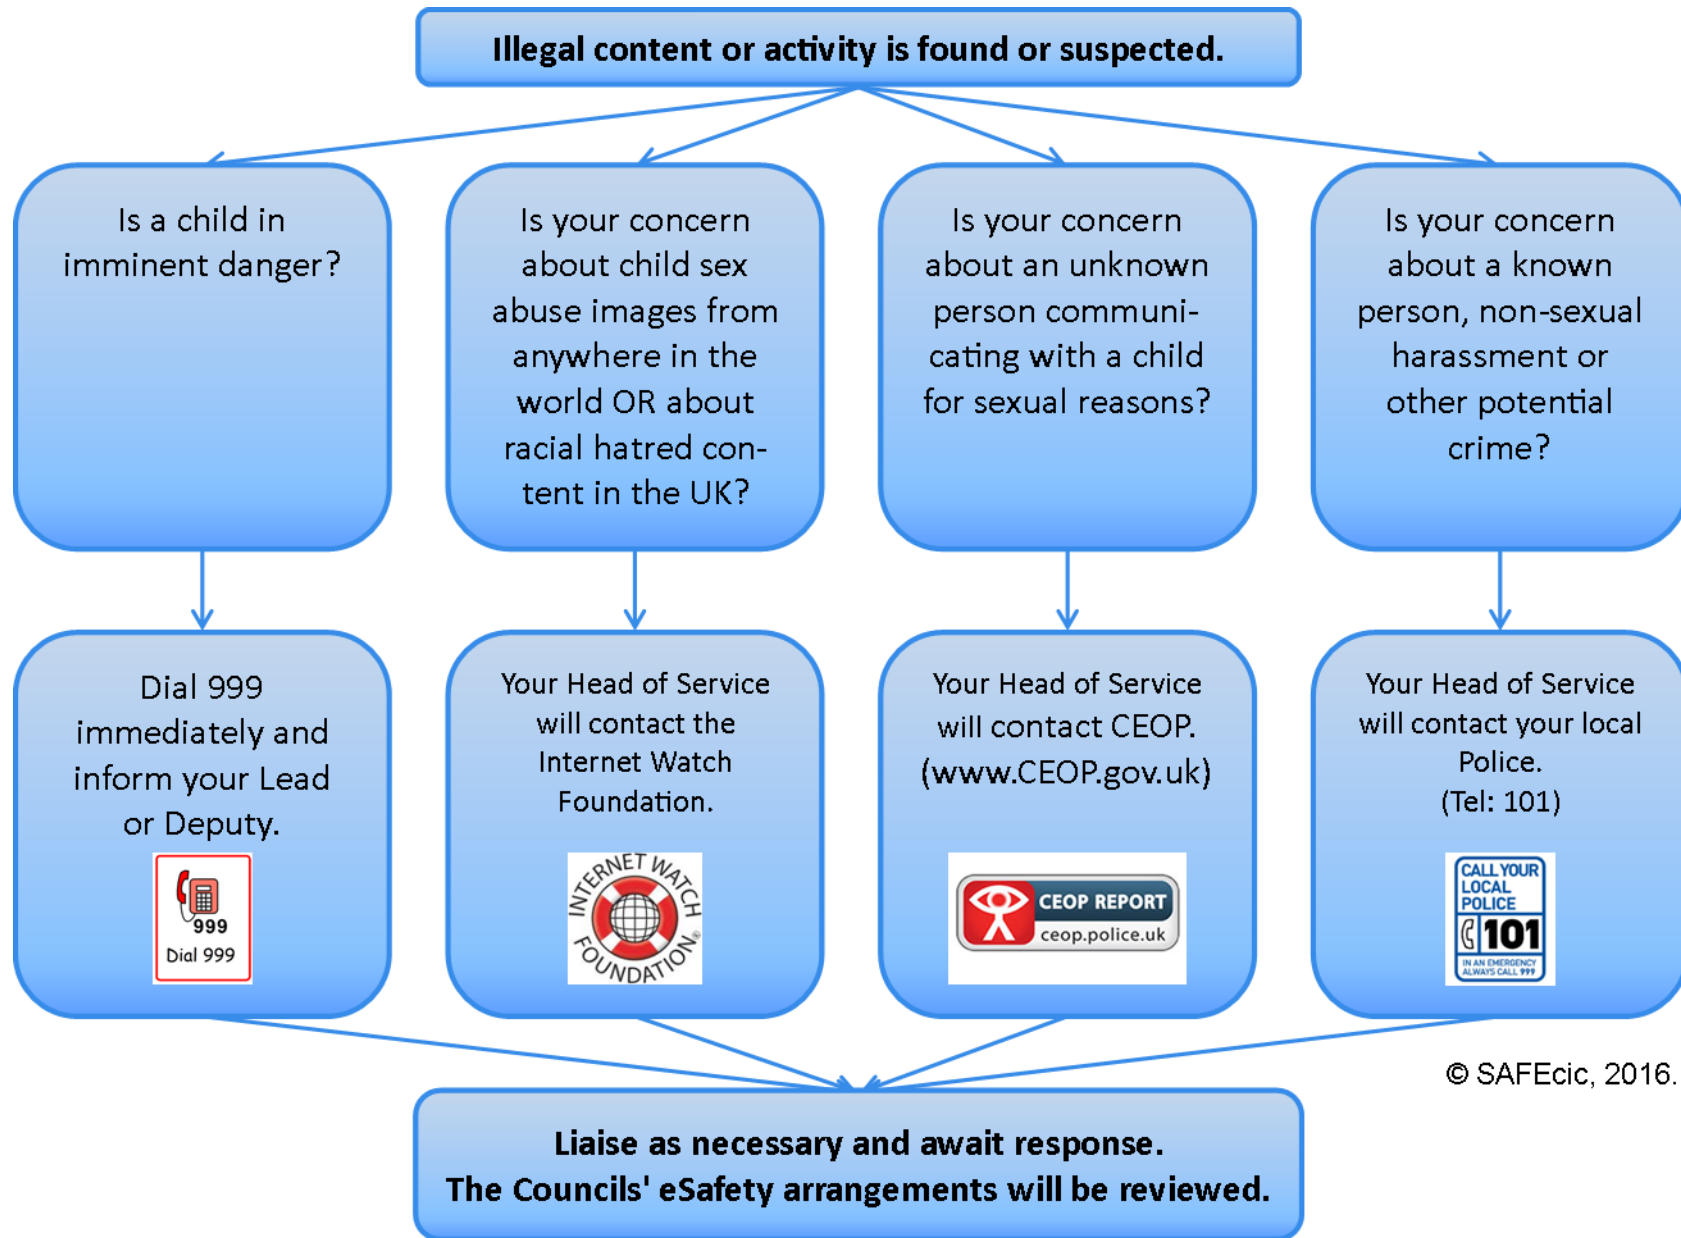 Illegal content or activity is found or suspected.
Is a child in
imminent danger?
Is your concern
about child sex
abuse images from
anywhere in the
world OR about
racial hatred con-
tent in the UK?
Is your concern
about an unknown
person communi-
cating with a child
for sexual reasons?
Is your concern
about a known
person, non-sexual
harassment or
other potential
crime?
Dial 999
immediately and
inform your Lead
or Deputy.
999
Dial 999
Your Head of Service
will contact the
Internet Watch
Foundation.
INTERNET WATCH
FOUNDATION®
Your Head of Service
will contact CEOP.
(www.CEOP.gov.uk)
CEOP REPORT
ceop.police.uk
Your Head of Service
will contact your local
Police.
(Tel: 101)
CALL YOUR
LOCAL
POLICE
101
IN AN EMERGENCY
ALWAYS CALL 999
© SAFEcic, 2016.
Liaise as necessary and await response.
The Councils' eSafety arrangements will be reviewed.